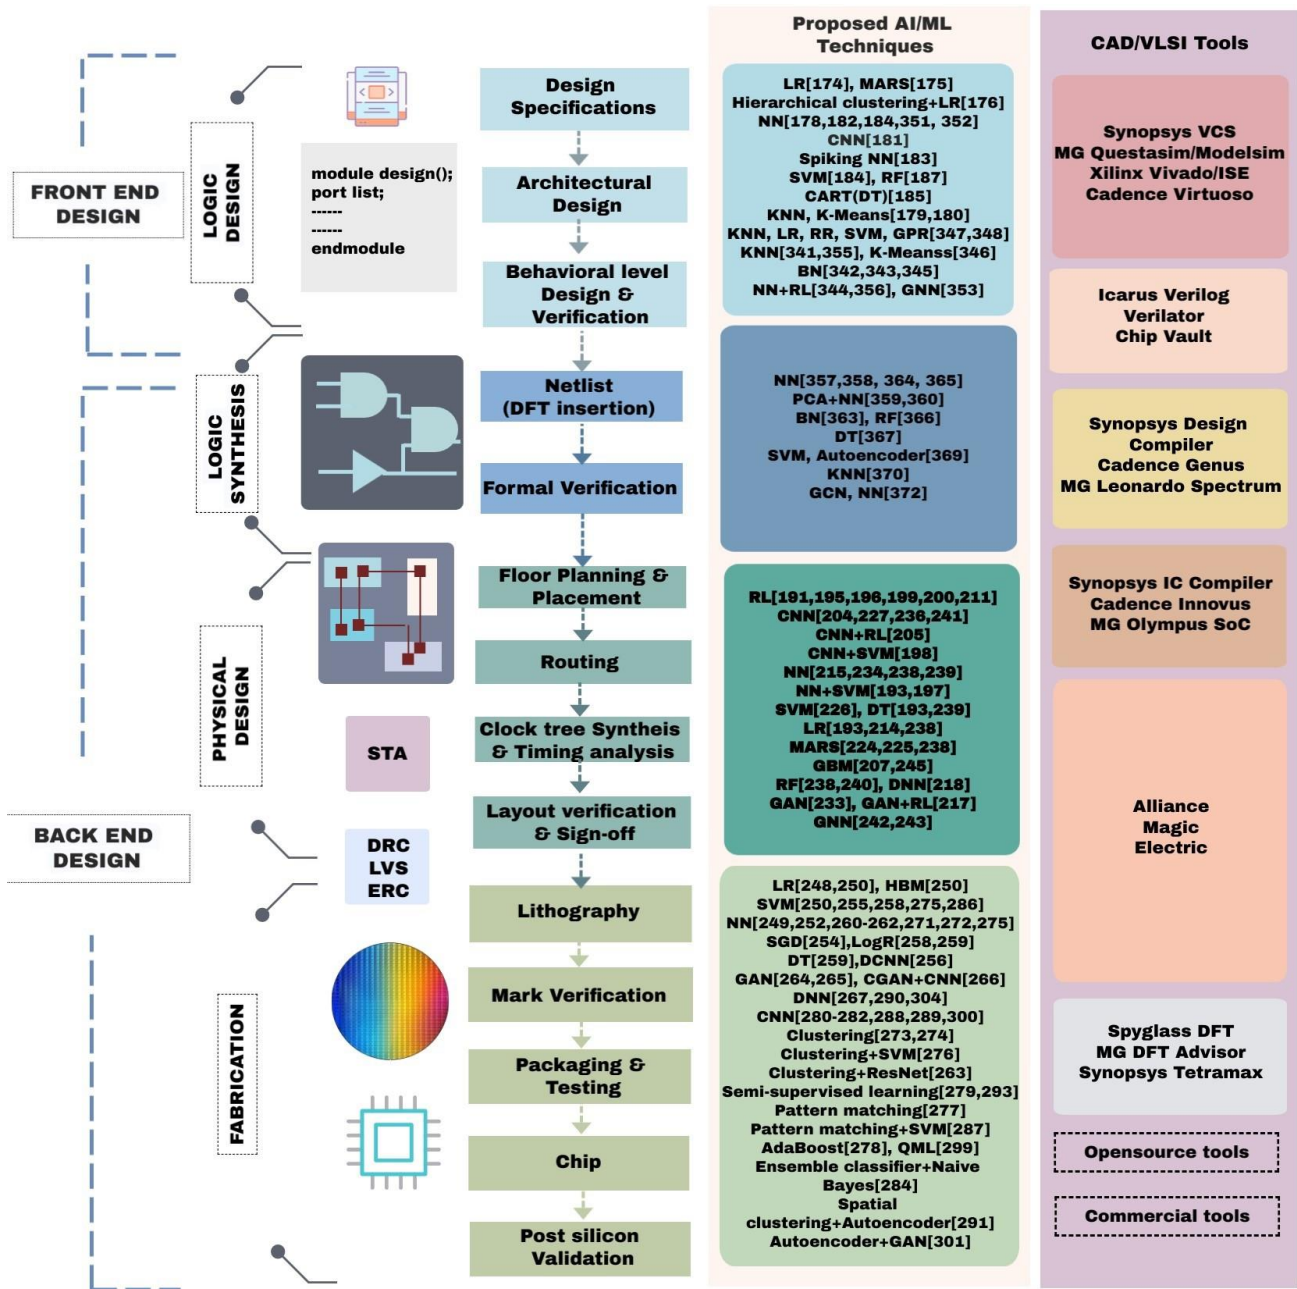 FRONT END
DESIGN
BACK END
DESIGN
LOGIC
DESIGN
LOGIC
SYNTHESIS
PHYSICAL
DESIGN
FABRICATION
module design();
port list;
------
------
endmodule
STA
DRC
LVS
ERC
Design
Specifications
Architectural
Design
Behavioral level
Design &
Verification
Netlist
(DFT insertion)
Formal Verification
Floor Planning &
Placement
Routing
Clock tree Syntheis
& Timing analysis
Layout verification
& Sign-off
Lithography
Mark Verification
Packaging &
Testing
Chip
Post silicon
Validation
Proposed AI/ML
Techniques
LR[174], MARS[175]
Hierarchical clustering+LR[176]
NN[178,182,184,351, 352]
CNN[181]
Spiking NN[183]
SVM[184], RF[187]
CART(DT)[185]
KNN, K-Means[179,180]
KNN, LR, RR, SVM, GPR[347,348]
KNN[341,355], K-Meanss[346]
BN[342,343,345]
NN+RL[344,356], GNN[353]
NN[357,358, 364, 365]
PCA+NN[359,360]
BN[363], RF[366]
DT[367]
SVM, Autoencoder[369]
KNN[370]
GCN, NN[372]
RL[191,195,196,199,200,211]
CNN[204,227,236,241]
CNN+RL[205]
CNN+SVM[198]
NN[215,234,238,239]
NN+SVM[193,197]
SVM[226], DT[193,239]
LR[193,214,238]
MARS[224,225,238]
GBM[207,245]
RF[238,240], DNN[218]
GAN[233], GAN+RL[217]
GNN[242,243]
LR[248,250], HBM[250]
SVM[250,255,258,275,286]
NN[249,252,260-262,271,272,275]
SGD[254],LogR[258,259]
DT[259],DCNN[256]
GAN[264,265], CGAN+CNN[266]
DNN[267,290,304]
CNN[280-282,288,289,300]
Clustering[273,274]
Clustering+SVM[276]
Clustering+ResNet[263]
Semi-supervised learning[279,293]
Pattern matching[277]
Pattern matching+SVM[287]
AdaBoost[278], QML[299]
Ensemble classifier+Naive
Bayes[284]
Spatial
clustering+Autoencoder[291]
Autoencoder+GAN[301]
CAD/VLSI Tools
Synopsys VCS
MG Questasim/Modelsim
Xilinx Vivado/ISE
Cadence Virtuoso
Icarus Verilog
Verilator
Chip Vault
Synopsys Design
Compiler
Cadence Genus
MG Leonardo Spectrum
Synopsys IC Compiler
Cadence Innovus
MG Olympus SoC
Alliance
Magic
Electric
Spyglass DFT
MG DFT Advisor
Synopsys Tetramax
Opensource tools
Commercial tools